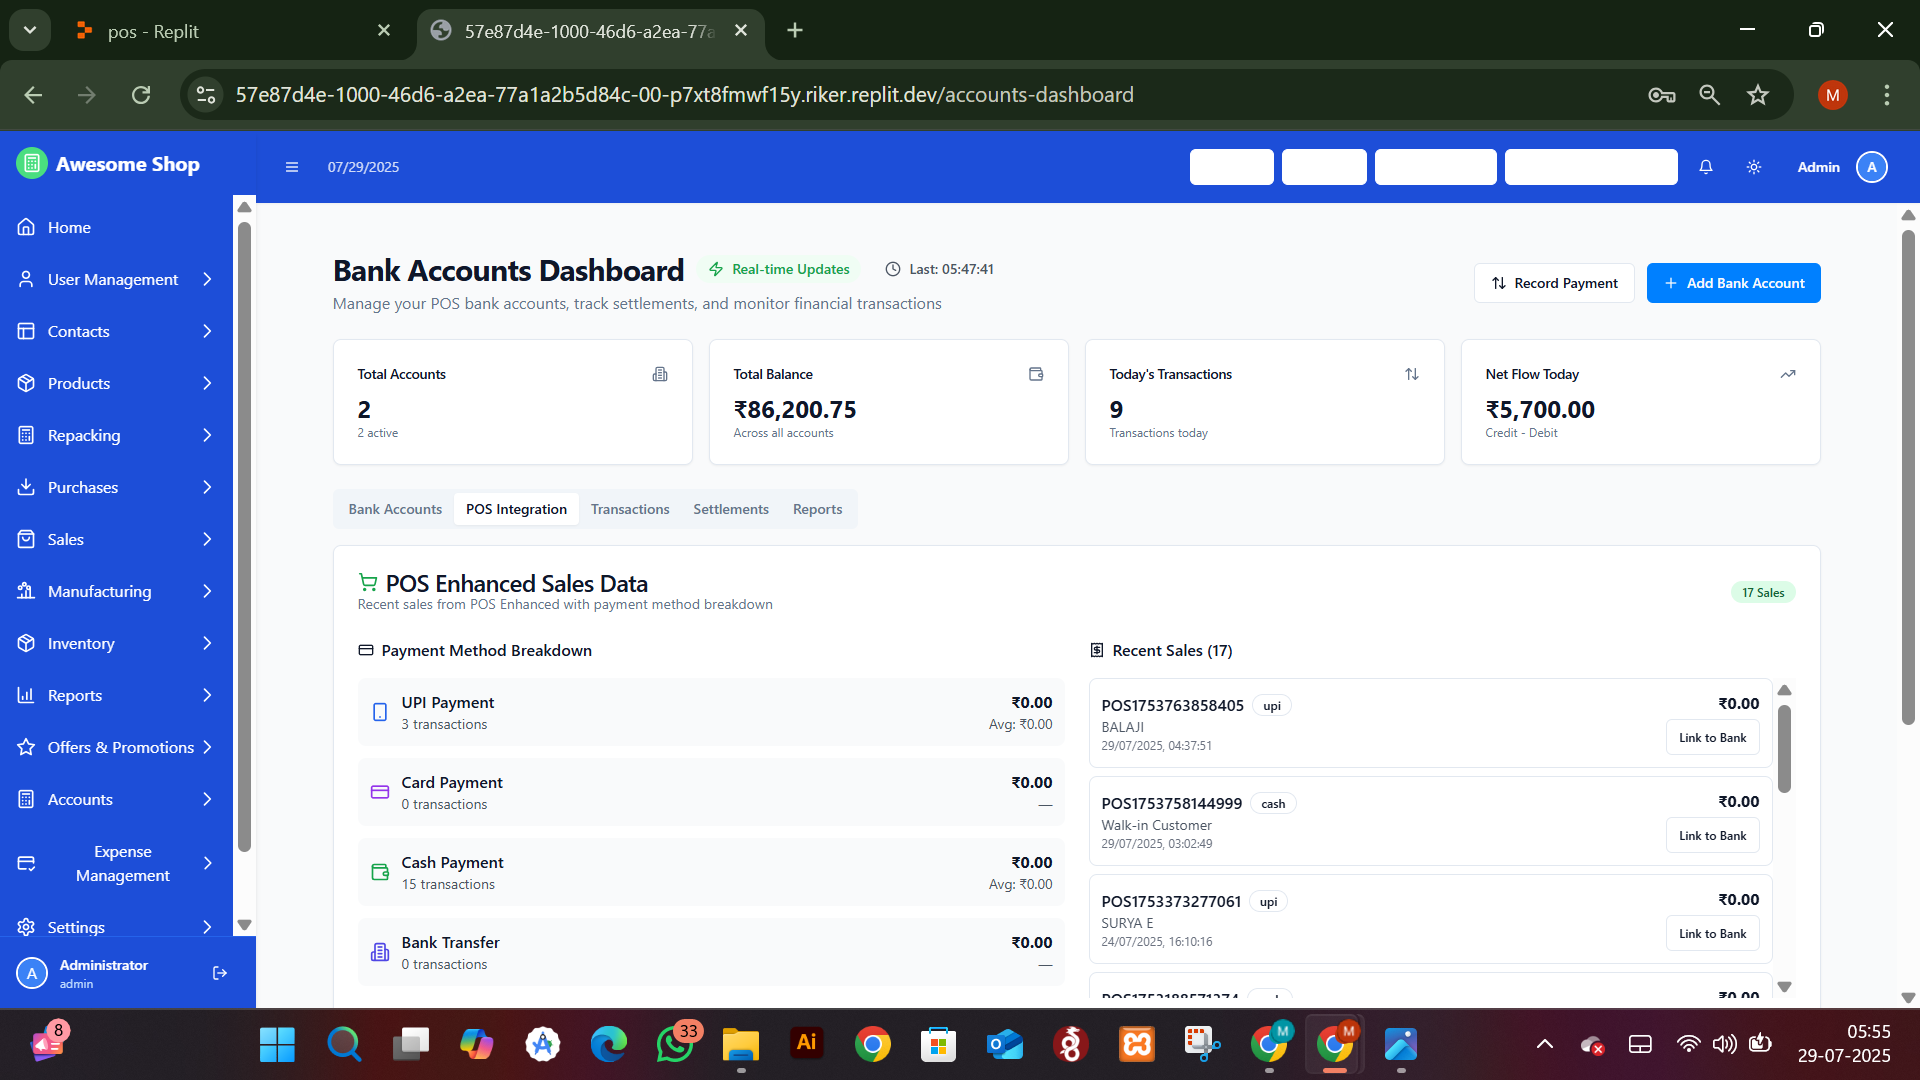 pos - Replit
57e87d4e-1000-46d6-a2ea-77a
57e87d4e-1000-46d6-a2ea-77a1a2b5d84c-00-p7xt8fmwf15y.riker.replit.dev/accounts-dashboard
M
Awesome Shop
07/29/2025
Admin
A
Home
User Management
Contacts
Products
Repacking
Purchases
Sales
Manufacturing
Inventory
Reports
Offers & Promotions
Accounts
Expense
Management
Settings
A
Administrator
admin
Bank Accounts Dashboard
Real-time Updates
Last: 05:47:41
Manage your POS bank accounts, track settlements, and monitor financial transactions
Record Payment
Add Bank Account
Total Accounts
2
2 active
Total Balance
₹86,200.75
Across all accounts
Today's Transactions
9
Transactions today
Net Flow Today
₹5,700.00
Credit - Debit
Bank Accounts
POS Integration
Transactions
Settlements
Reports
POS Enhanced Sales Data
Recent sales from POS Enhanced with payment method breakdown
17 Sales
Payment Method Breakdown
UPI Payment
3 transactions
₹0.00
Avg: ₹0.00
Card Payment
0 transactions
₹0.00
—
Cash Payment
15 transactions
₹0.00
Avg: ₹0.00
Bank Transfer
0 transactions
₹0.00
—
Recent Sales (17)
POS1753763858405 upi
BALAJI
29/07/2025, 04:37:51
₹0.00
Link to Bank
POS1753758144999 cash
Walk-in Customer
29/07/2025, 03:02:49
₹0.00
Link to Bank
POS1753373277061 upi
SURYA E
24/07/2025, 16:10:16
₹0.00
Link to Bank
₹0.00
8
33
Ai
M
M
05:55
29-07-2025